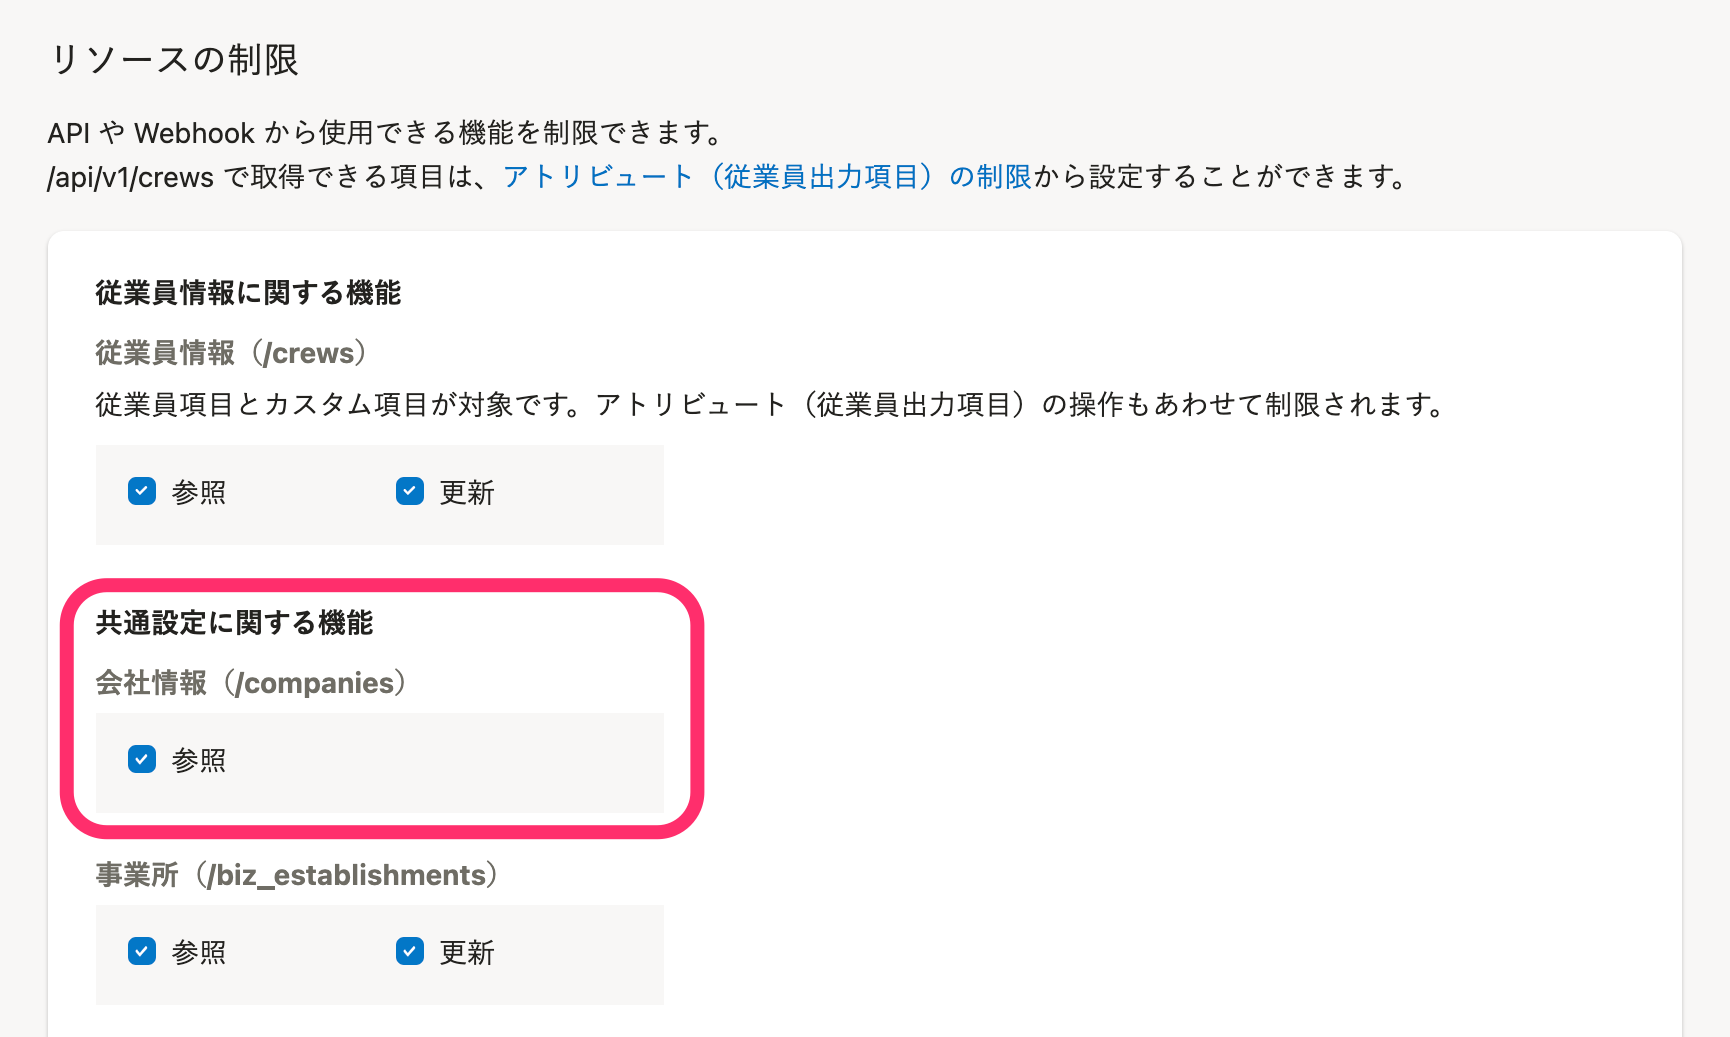 リソースの制限
API や Webhook から使用できる機能を制限できます。
/api/v1/crews で取得できる項目は、アトリビュート（従業員出力項目）の制限から設定することができます。
従業員情報に関する機能
従業員情報（/crews）
従業員項目とカスタム項目が対象です。アトリビュート（従業員出力項目）の操作もあわせて制限されます。
参照 更新
共通設定に関する機能
会社情報（/companies）
参照
事業所（/biz_establishments）
参照 更新